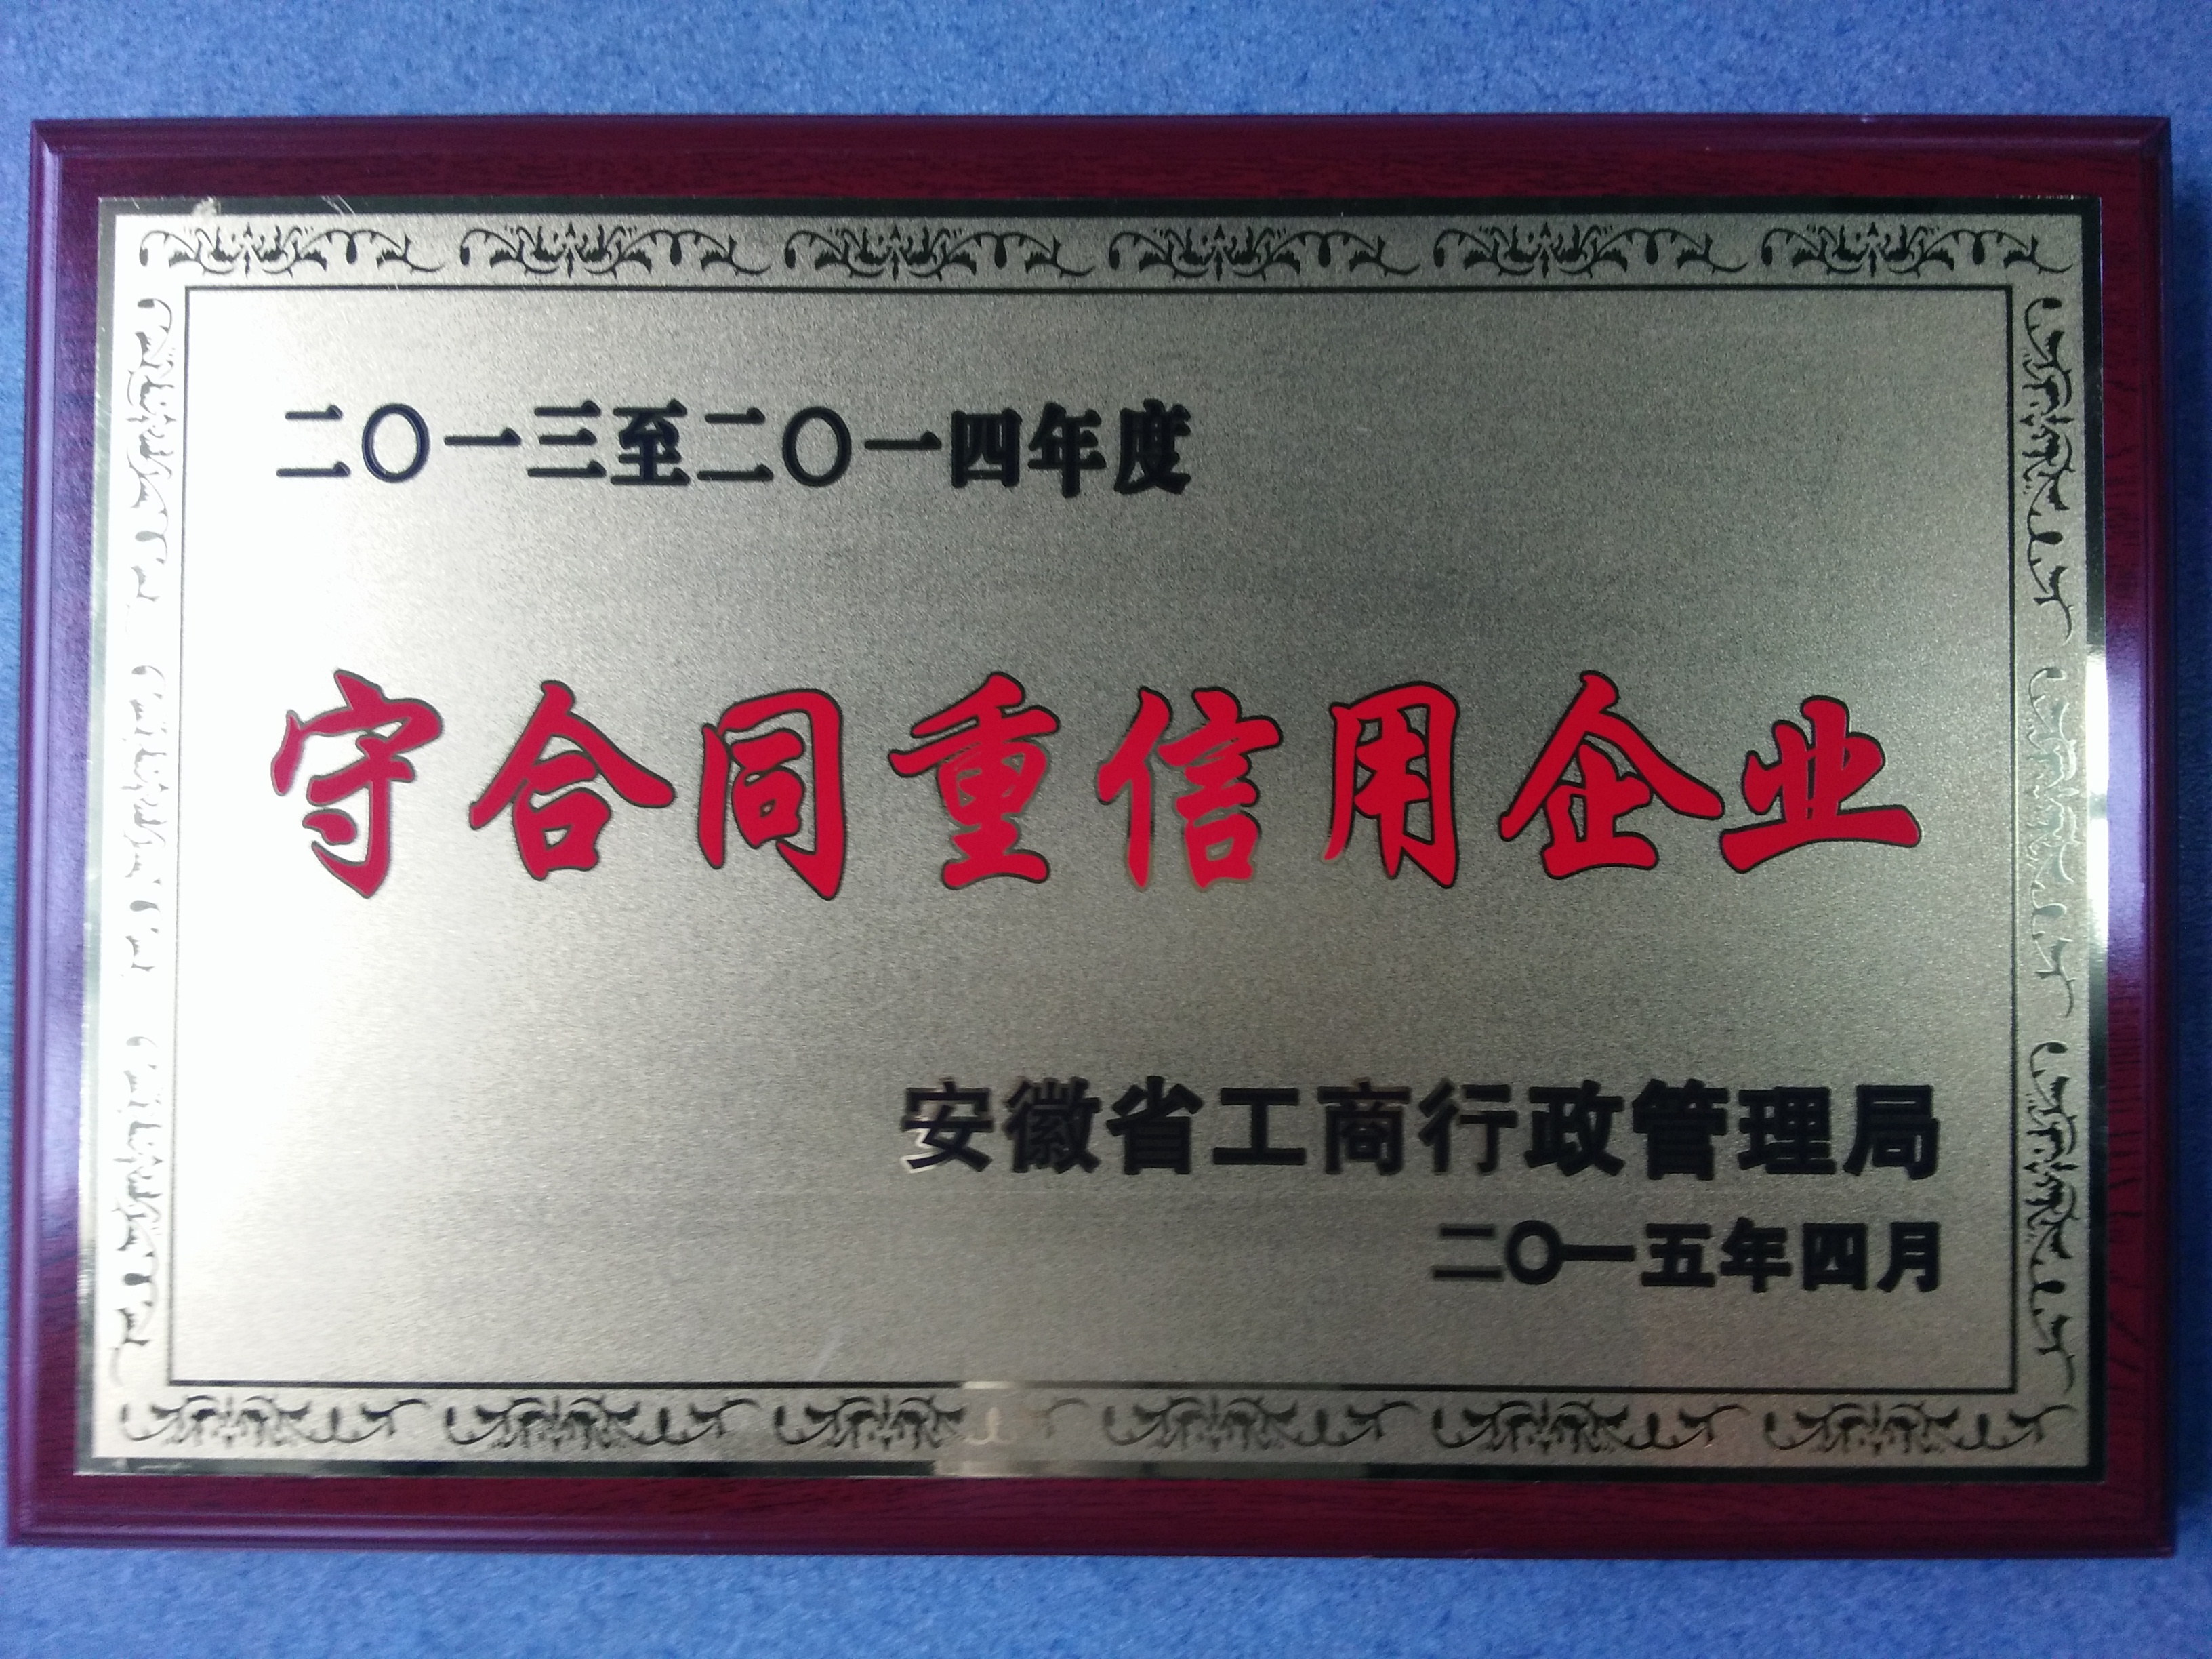 二〇一三至二〇一四年度
守合同重信用企业
安徽省工商行政管理局
二〇一五年四月